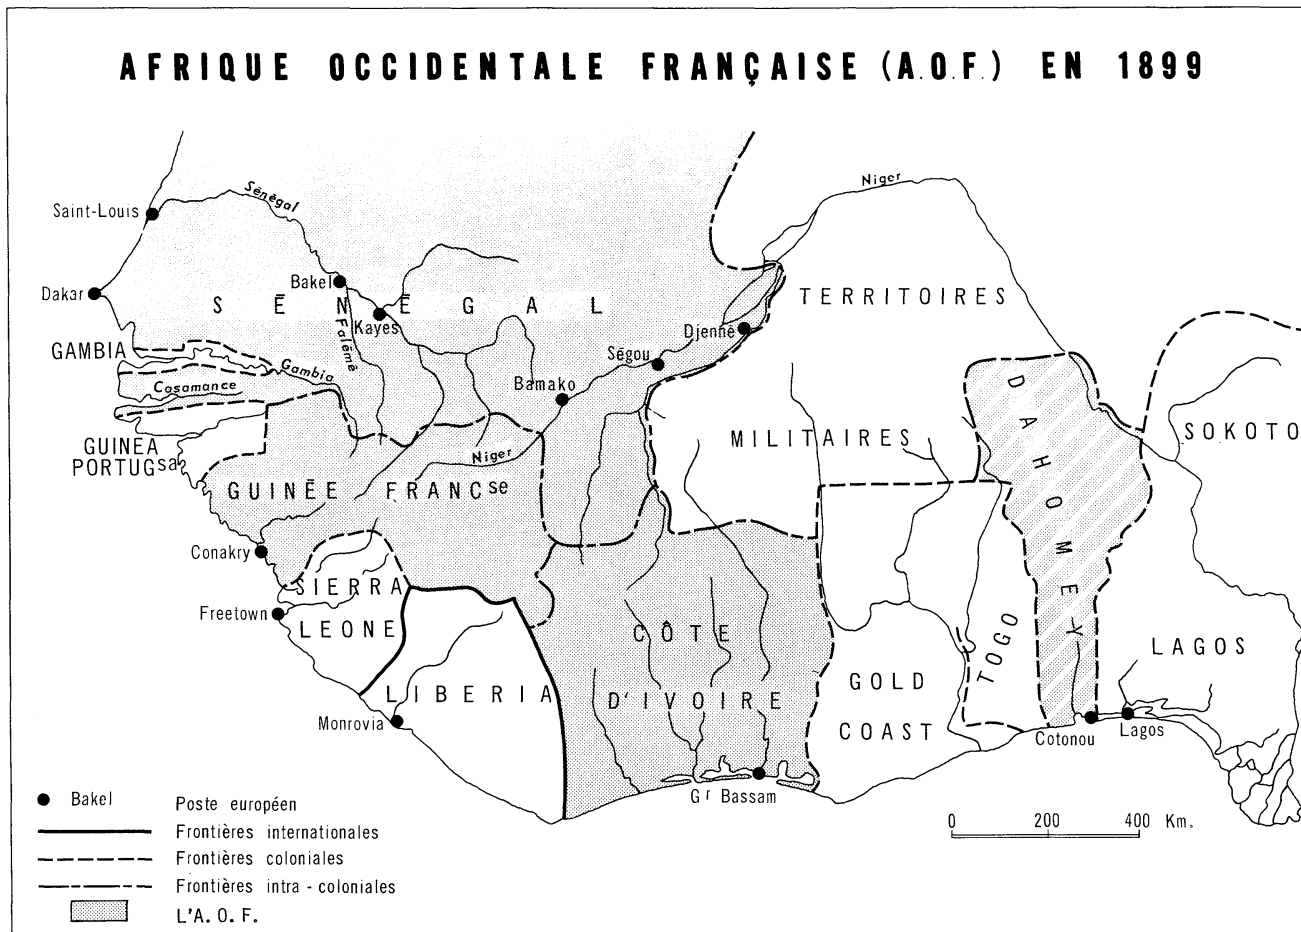 AFRIQUE OCCIDENTALE FRANÇAISE (A.O.F.) EN 1899
Niger
Sénégal
Saint-Louis
Bakel
Dakar
SĒNĒGAL
TERRITOIRES
Kayes
Falémé
Djenné
GAMBIA
Ségou
Gambia
Casamance
Bamako
DAHOMEY
GUINEA
PORTUGsa
MILITAIRES
SOKOTO
Niger
GUINĒE FRANCse
Conakry
SIERRA
LEONE
Freetown
CÔTE
D'IVOIRE
TOGO
LAGOS
LIBERIA
GOLD
COAST
Monrovia
Cotonou
Lagos
Gr Bassam
Bakel Poste européen
Frontières internationales
Frontières coloniales
Frontières intra - coloniales
L'A. O. F.
0 200 400 Km.